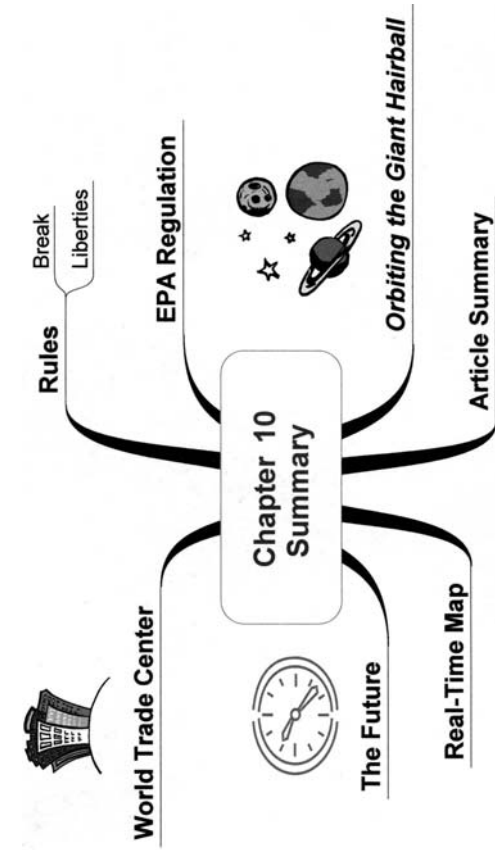 Chapter 10
Summary
Rules
Break
Liberties
EPA Regulation
Orbiting the Giant Hairball
Article Summary
Real-Time Map
The Future
World Trade Center